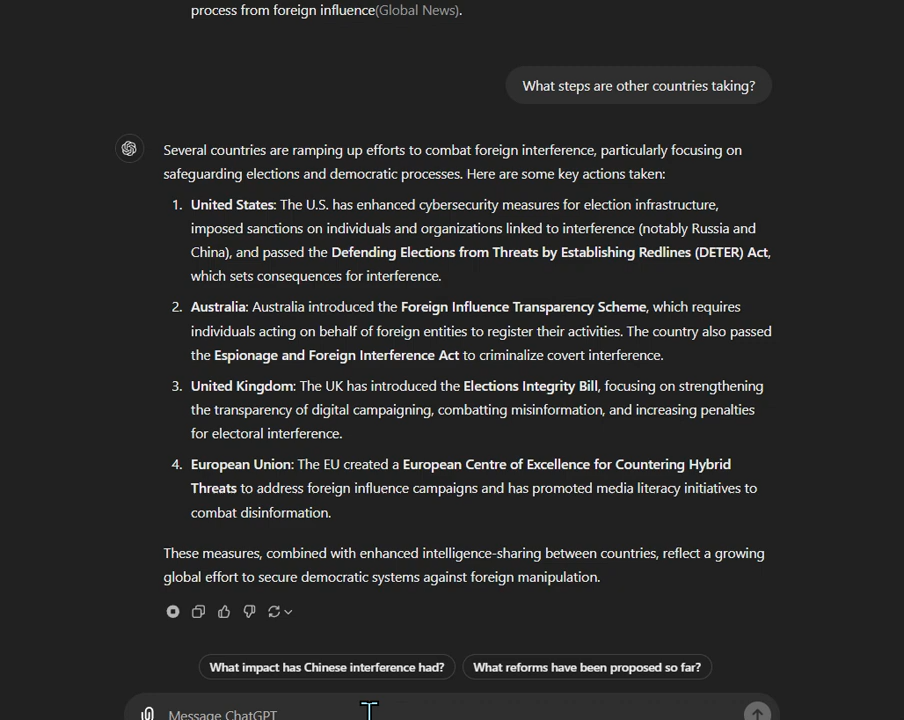 process from foreign influence(Global News).
What steps are other countries taking?
Several countries are ramping up efforts to combat foreign interference, particularly focusing on
safeguarding elections and democratic processes. Here are some key actions taken:
1. United States: The U.S. has enhanced cybersecurity measures for election infrastructure,
imposed sanctions on individuals and organizations linked to interference (notably Russia and
China), and passed the Defending Elections from Threats by Establishing Redlines (DETER) Act,
which sets consequences for interference.
2. Australia: Australia introduced the Foreign Influence Transparency Scheme, which requires
individuals acting on behalf of foreign entities to register their activities. The country also passed
the Espionage and Foreign Interference Act to criminalize covert interference.
3. United Kingdom: The UK has introduced the Elections Integrity Bill, focusing on strengthening
the transparency of digital campaigning, combatting misinformation, and increasing penalties
for electoral interference.
4. European Union: The EU created a European Centre of Excellence for Countering Hybrid
Threats to address foreign influence campaigns and has promoted media literacy initiatives to
combat disinformation.
These measures, combined with enhanced intelligence-sharing between countries, reflect a growing
global effort to secure democratic systems against foreign manipulation.
What impact has Chinese interference had?
What reforms have been proposed so far?
Message ChatGPT